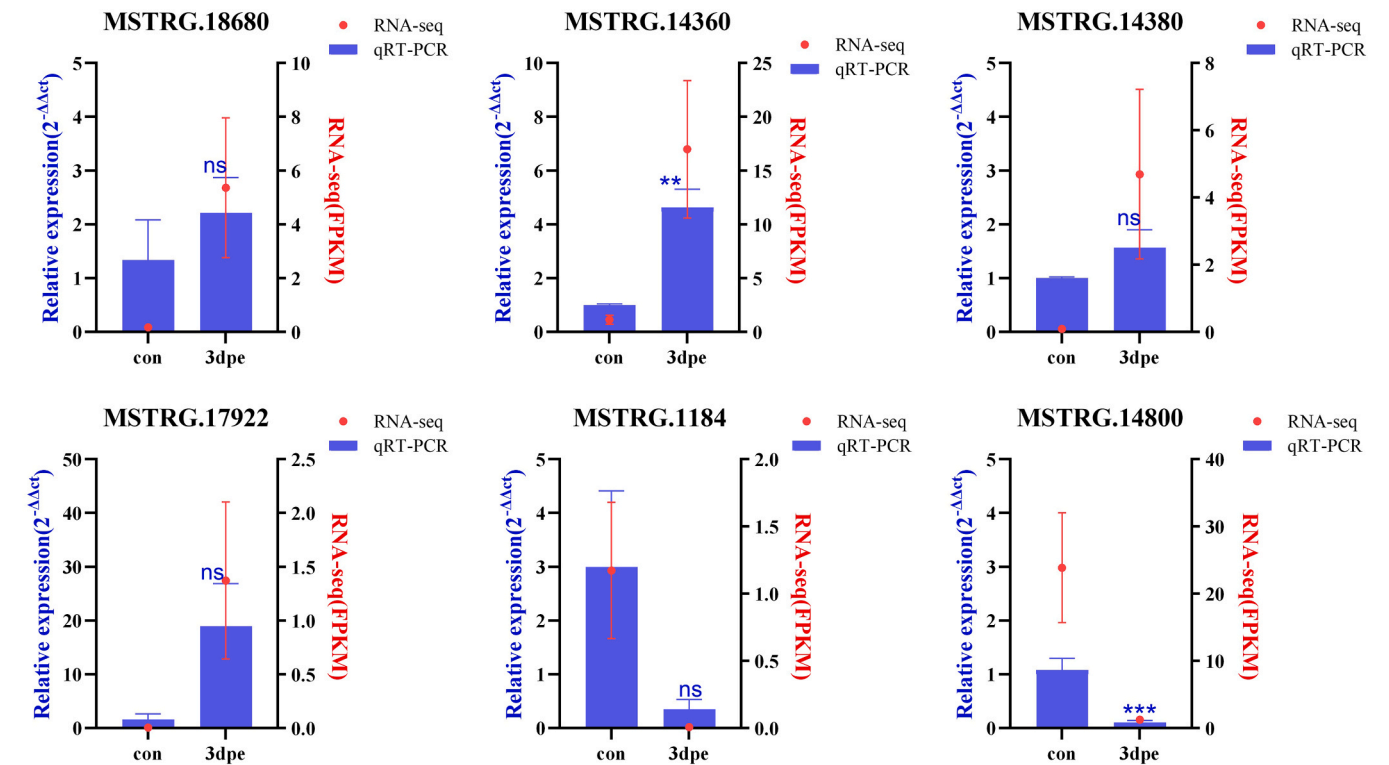 MSTRG.18680
RNA-seq
qRT-PCR
Relative expression(2^-ΔΔct)
5
4
3
2
1
0
10
8
6
4
2
0
RNA-seq(FPKM)
ns
con 3dpe
MSTRG.14360
RNA-seq
qRT-PCR
Relative expression(2^-ΔΔct)
10
8
6
4
2
0
25
20
15
10
5
0
RNA-seq(FPKM)
**
con 3dpe
MSTRG.14380
RNA-seq
qRT-PCR
Relative expression(2^-ΔΔct)
5
4
3
2
1
0
8
6
4
2
0
RNA-seq(FPKM)
ns
con 3dpe
MSTRG.17922
RNA-seq
qRT-PCR
Relative expression(2^-ΔΔct)
50
40
30
20
10
0
2.5
2.0
1.5
1.0
0.5
0.0
RNA-seq(FPKM)
ns
con 3dpe
MSTRG.1184
RNA-seq
qRT-PCR
Relative expression(2^-ΔΔct)
5
4
3
2
1
0
2.0
1.5
1.0
0.5
0.0
RNA-seq(FPKM)
ns
con 3dpe
MSTRG.14800
RNA-seq
qRT-PCR
Relative expression(2^-ΔΔct)
5
4
3
2
1
0
40
30
20
10
0
RNA-seq(FPKM)
***
con 3dpe